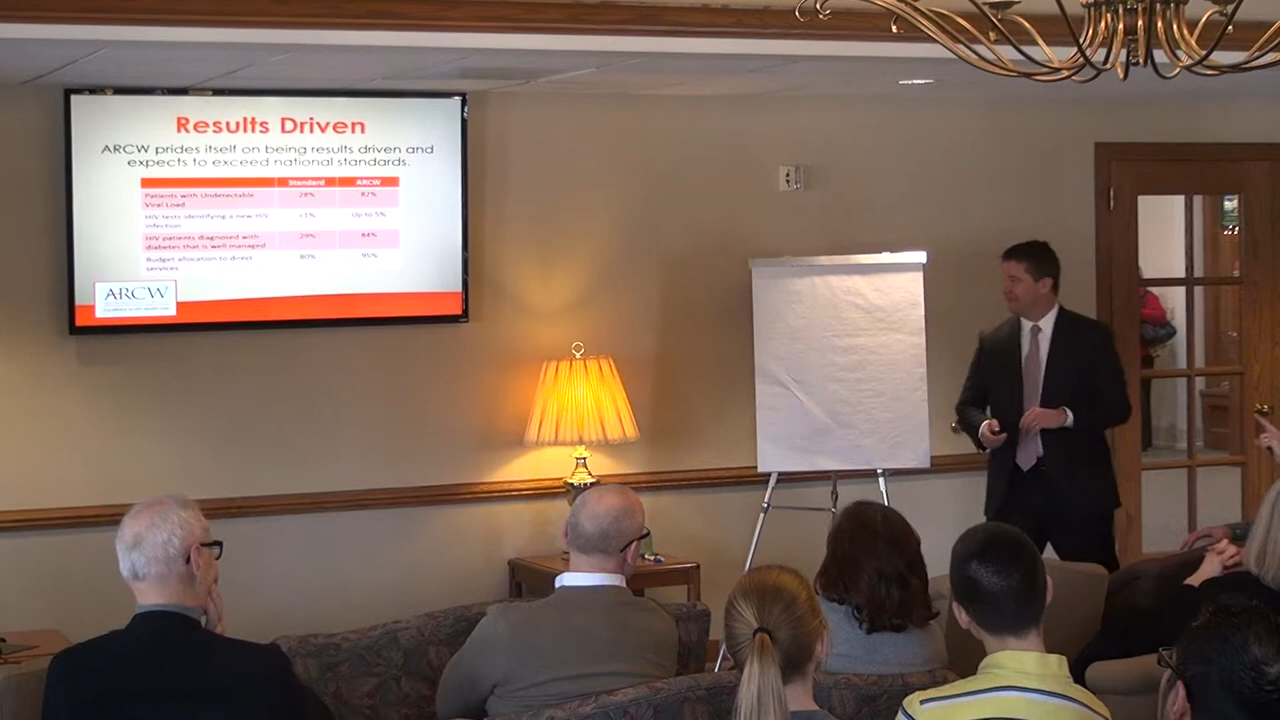 Results Driven
ARCW prides itself on being results driven and
expects to exceed national standards.
Standard ARCW
Patients with Undetectable
Viral Load
28% 82%
HIV tests identifying a new HIV
infection
<1% Up to 5%
HIV patients diagnosed with
diabetes that is well managed
29% 84%
Budget allocation to direct
services
80% 95%
ARCW